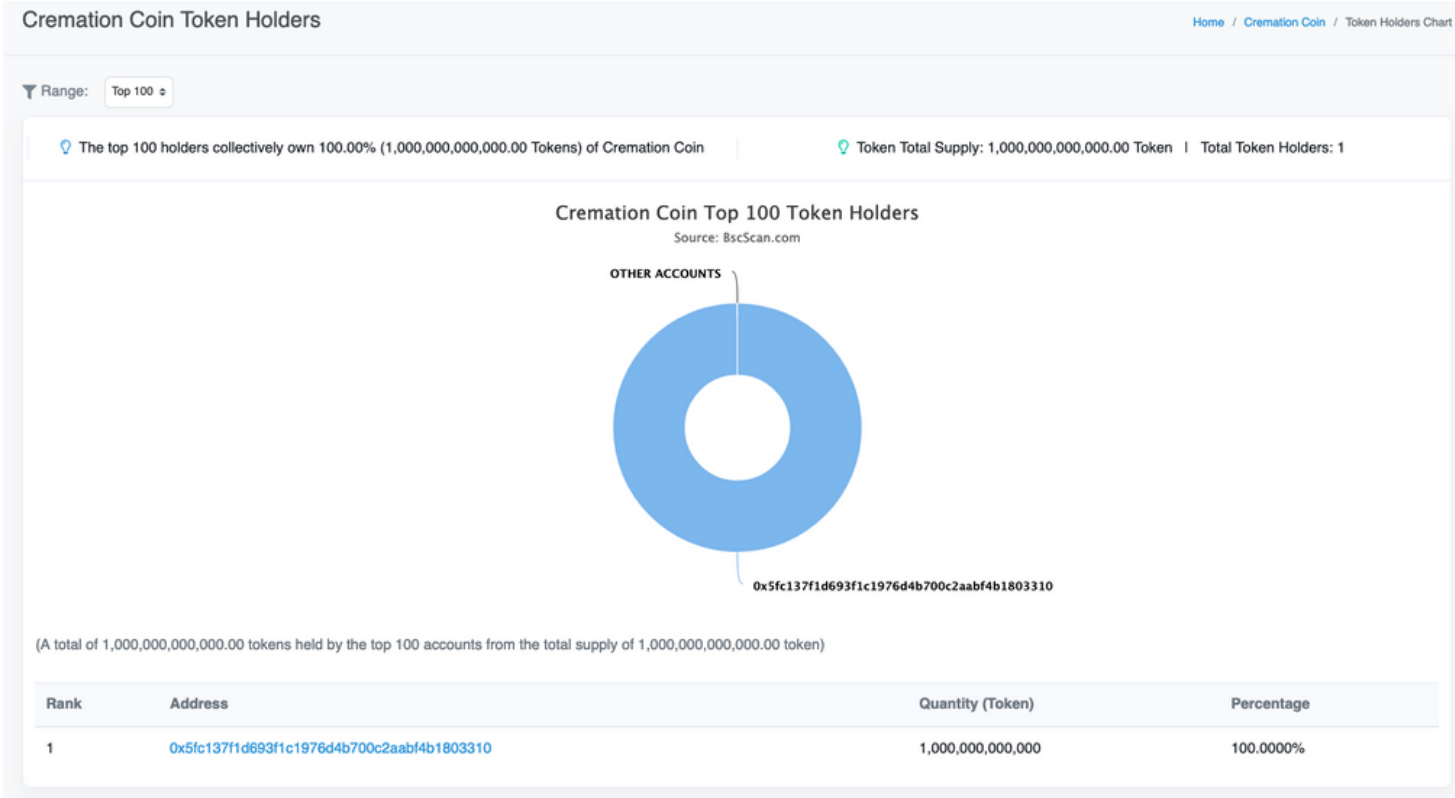 Cremation Coin Token Holders
Home / Cremation Coin / Token Holders Chart
Range: Top 100
The top 100 holders collectively own 100.00% (1,000,000,000,000.00 Tokens) of Cremation Coin
Token Total Supply: 1,000,000,000,000.00 Token | Total Token Holders: 1
Cremation Coin Top 100 Token Holders
Source: BscScan.com
OTHER ACCOUNTS
0x5fc137f1d693f1c1976d4b700c2aabf4b1803310
(A total of 1,000,000,000,000.00 tokens held by the top 100 accounts from the total supply of 1,000,000,000,000.00 token)
Rank Address Quantity (Token) Percentage
1 0x5fc137f1d693f1c1976d4b700c2aabf4b1803310 1,000,000,000,000 100.0000%